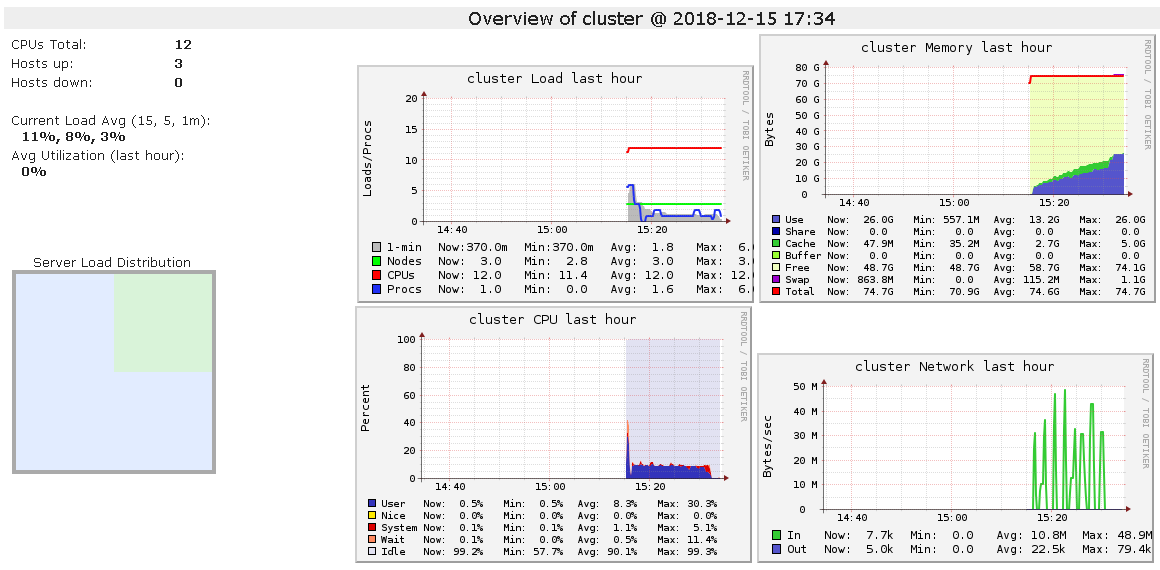 Overview of cluster @ 2018-12-15 17:34
CPUs Total: 12
Hosts up: 3
Hosts down: 0
Current Load Avg (15, 5, 1m):
11%, 8%, 3%
Avg Utilization (last hour):
0%
Server Load Distribution
cluster Load last hour
RRDTOOL / TOBI OETIKER
Loads/Procs
20
15
10
5
0
14:40 15:00 15:20
1-min Now:370.0m Min:370.0m Avg: 1.8 Max: 6.
Nodes Now: 3.0 Min: 2.8 Avg: 3.0 Max: 3.
CPUs Now: 12.0 Min: 11.4 Avg: 12.0 Max: 12.
Procs Now: 1.0 Min: 0.0 Avg: 1.6 Max: 6.
cluster Memory last hour
RRDTOOL / TOBI OETIKER
Bytes
80 G
70 G
60 G
50 G
40 G
30 G
20 G
10 G
0
14:40 15:00 15:20
Use Now: 26.0G Min: 557.1M Avg: 13.2G Max: 26.0G
Share Now: 0.0 Min: 0.0 Avg: 0.0 Max: 0.0
Cache Now: 47.9M Min: 35.2M Avg: 2.7G Max: 5.0G
Buffer Now: 0.0 Min: 0.0 Avg: 0.0 Max: 0.0
Free Now: 48.7G Min: 48.7G Avg: 58.7G Max: 74.1G
Swap Now: 863.8M Min: 0.0 Avg: 115.2M Max: 1.1G
Total Now: 74.7G Min: 70.9G Avg: 74.6G Max: 74.7G
cluster CPU last hour
RRDTOOL / TOBI OETIKER
Percent
100
80
60
40
20
0
14:40 15:00 15:20
User Now: 0.5% Min: 0.5% Avg: 8.3% Max: 30.3%
Nice Now: 0.0% Min: 0.0% Avg: 0.0% Max: 0.0%
System Now: 0.1% Min: 0.1% Avg: 1.1% Max: 5.1%
Wait Now: 0.1% Min: 0.0% Avg: 0.5% Max: 11.4%
Idle Now: 99.2% Min: 57.7% Avg: 90.1% Max: 99.3%
cluster Network last hour
RRDTOOL / TOBI OETIKER
Bytes/sec
50 M
40 M
30 M
20 M
10 M
0
14:40 15:00 15:20
In Now: 7.7k Min: 0.0 Avg: 10.8M Max: 48.9M
Out Now: 5.0k Min: 0.0 Avg: 22.5k Max: 79.4k